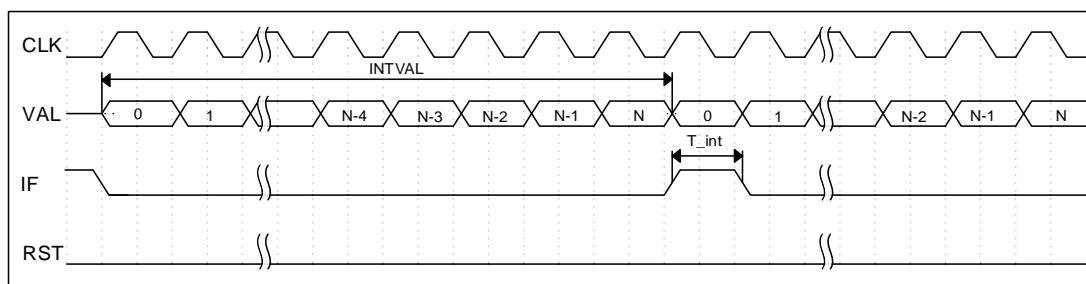 CLK
INTVAL
VAL 0 1 N-4 N-3 N-2 N-1 N 0 1 N-2 N-1 N
T_int
IF
RST